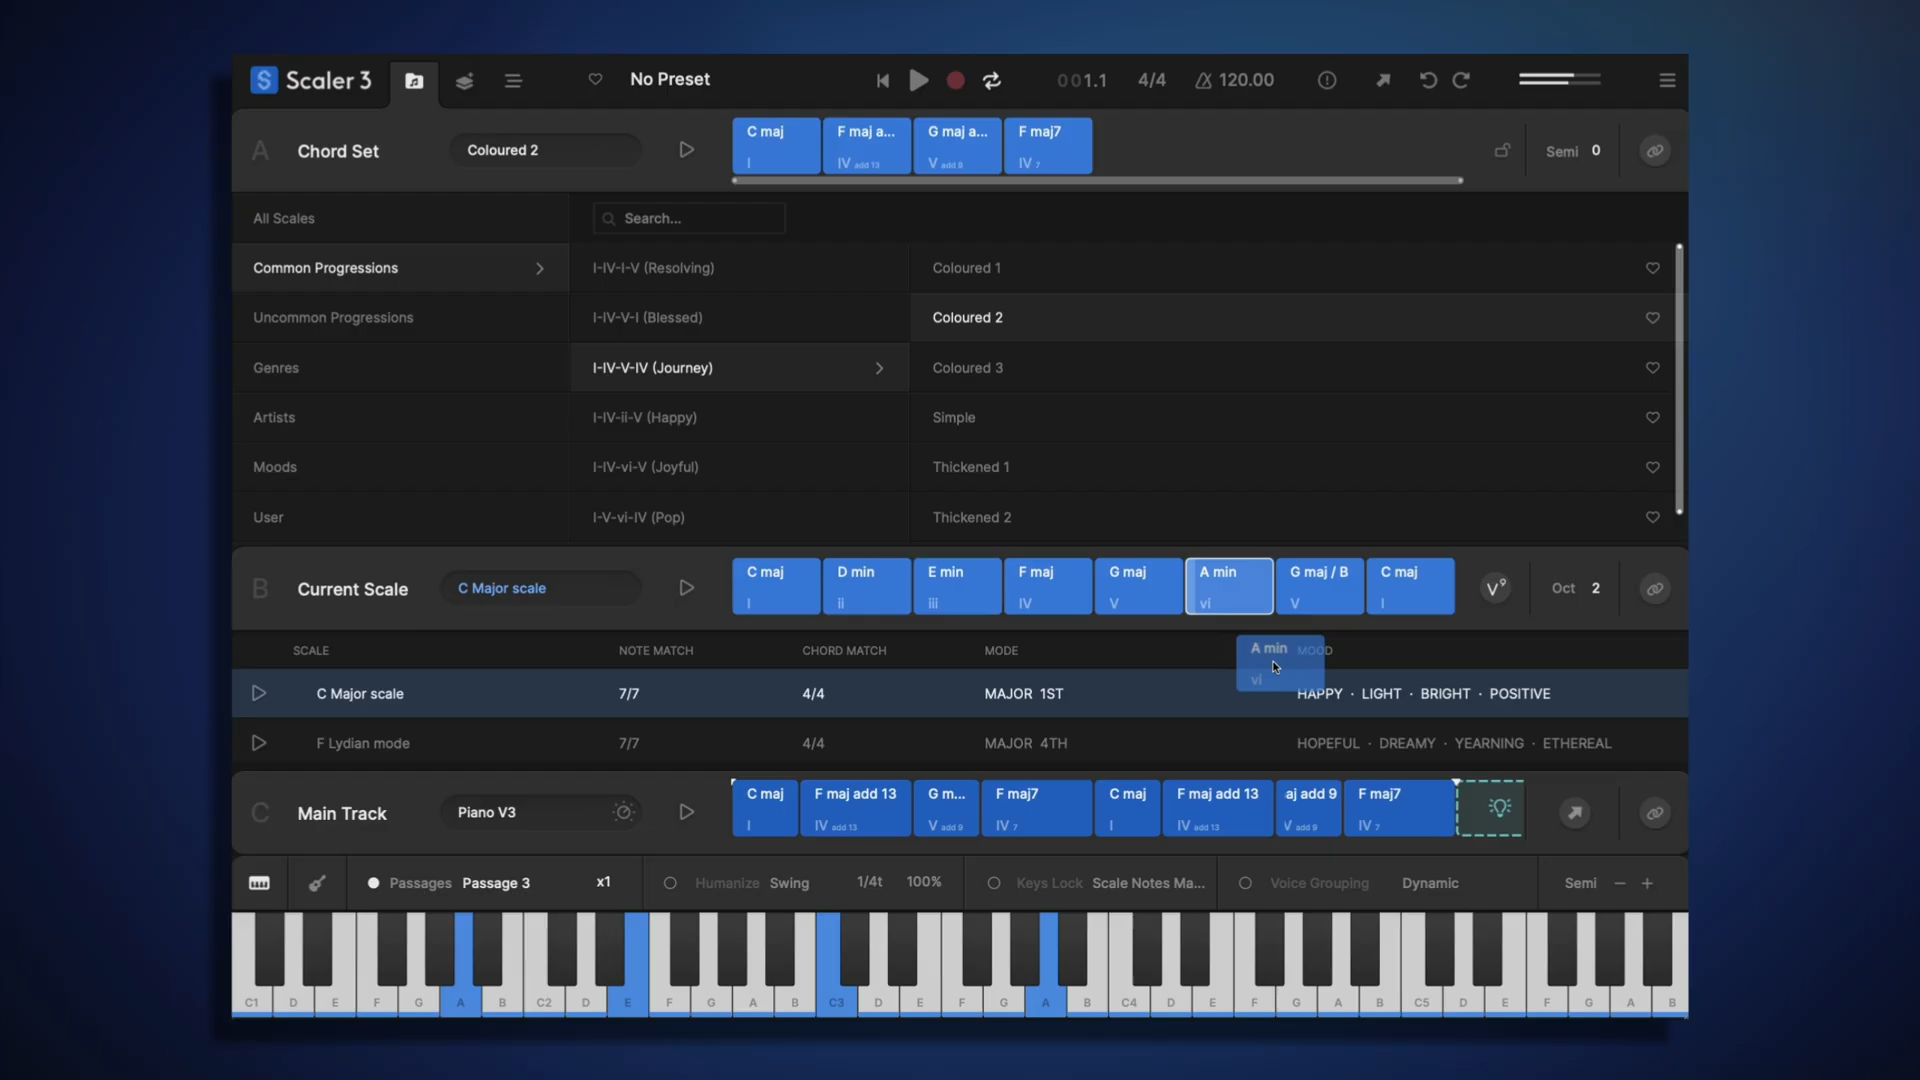 S Scaler 3 No Preset 001.1 4/4 120.00
A Chord Set Coloured 2 C maj F maj a... G maj a... F maj7 Semi 0
I IV add 13 V add 9 IV 7
All Scales Search...
Common Progressions I-IV-I-V (Resolving) Coloured 1
Uncommon Progressions I-IV-V-I (Blessed) Coloured 2
Genres I-IV-V-IV (Journey) Coloured 3
Artists I-IV-ii-V (Happy) Simple
Moods I-IV-vi-V (Joyful) Thickened 1
User I-V-vi-IV (Pop) Thickened 2
B Current Scale C Major scale C maj D min E min F maj G maj A min G maj / B C maj V9 Oct 2
I ii iii IV V vi V I
SCALE NOTE MATCH CHORD MATCH MODE A min MOOD
vi
C Major scale 7/7 4/4 MAJOR 1ST HAPPY · LIGHT · BRIGHT · POSITIVE
F Lydian mode 7/7 4/4 MAJOR 4TH HOPEFUL · DREAMY · YEARNING · ETHEREAL
C Main Track Piano V3 C maj F maj add 13 G m... F maj7 C maj F maj add 13 aj add 9 F maj7
I IV add 13 V add 9 IV 7 I IV add 13 V add 9 IV 7
Passages Passage 3 x1 Humanize Swing 1/4t 100% Keys Lock Scale Notes Ma... Voice Grouping Dynamic Semi − +
C1 D E F G A B C2 D E F G A B C3 D E F G A B C4 D E F G A B C5 D E F G A B